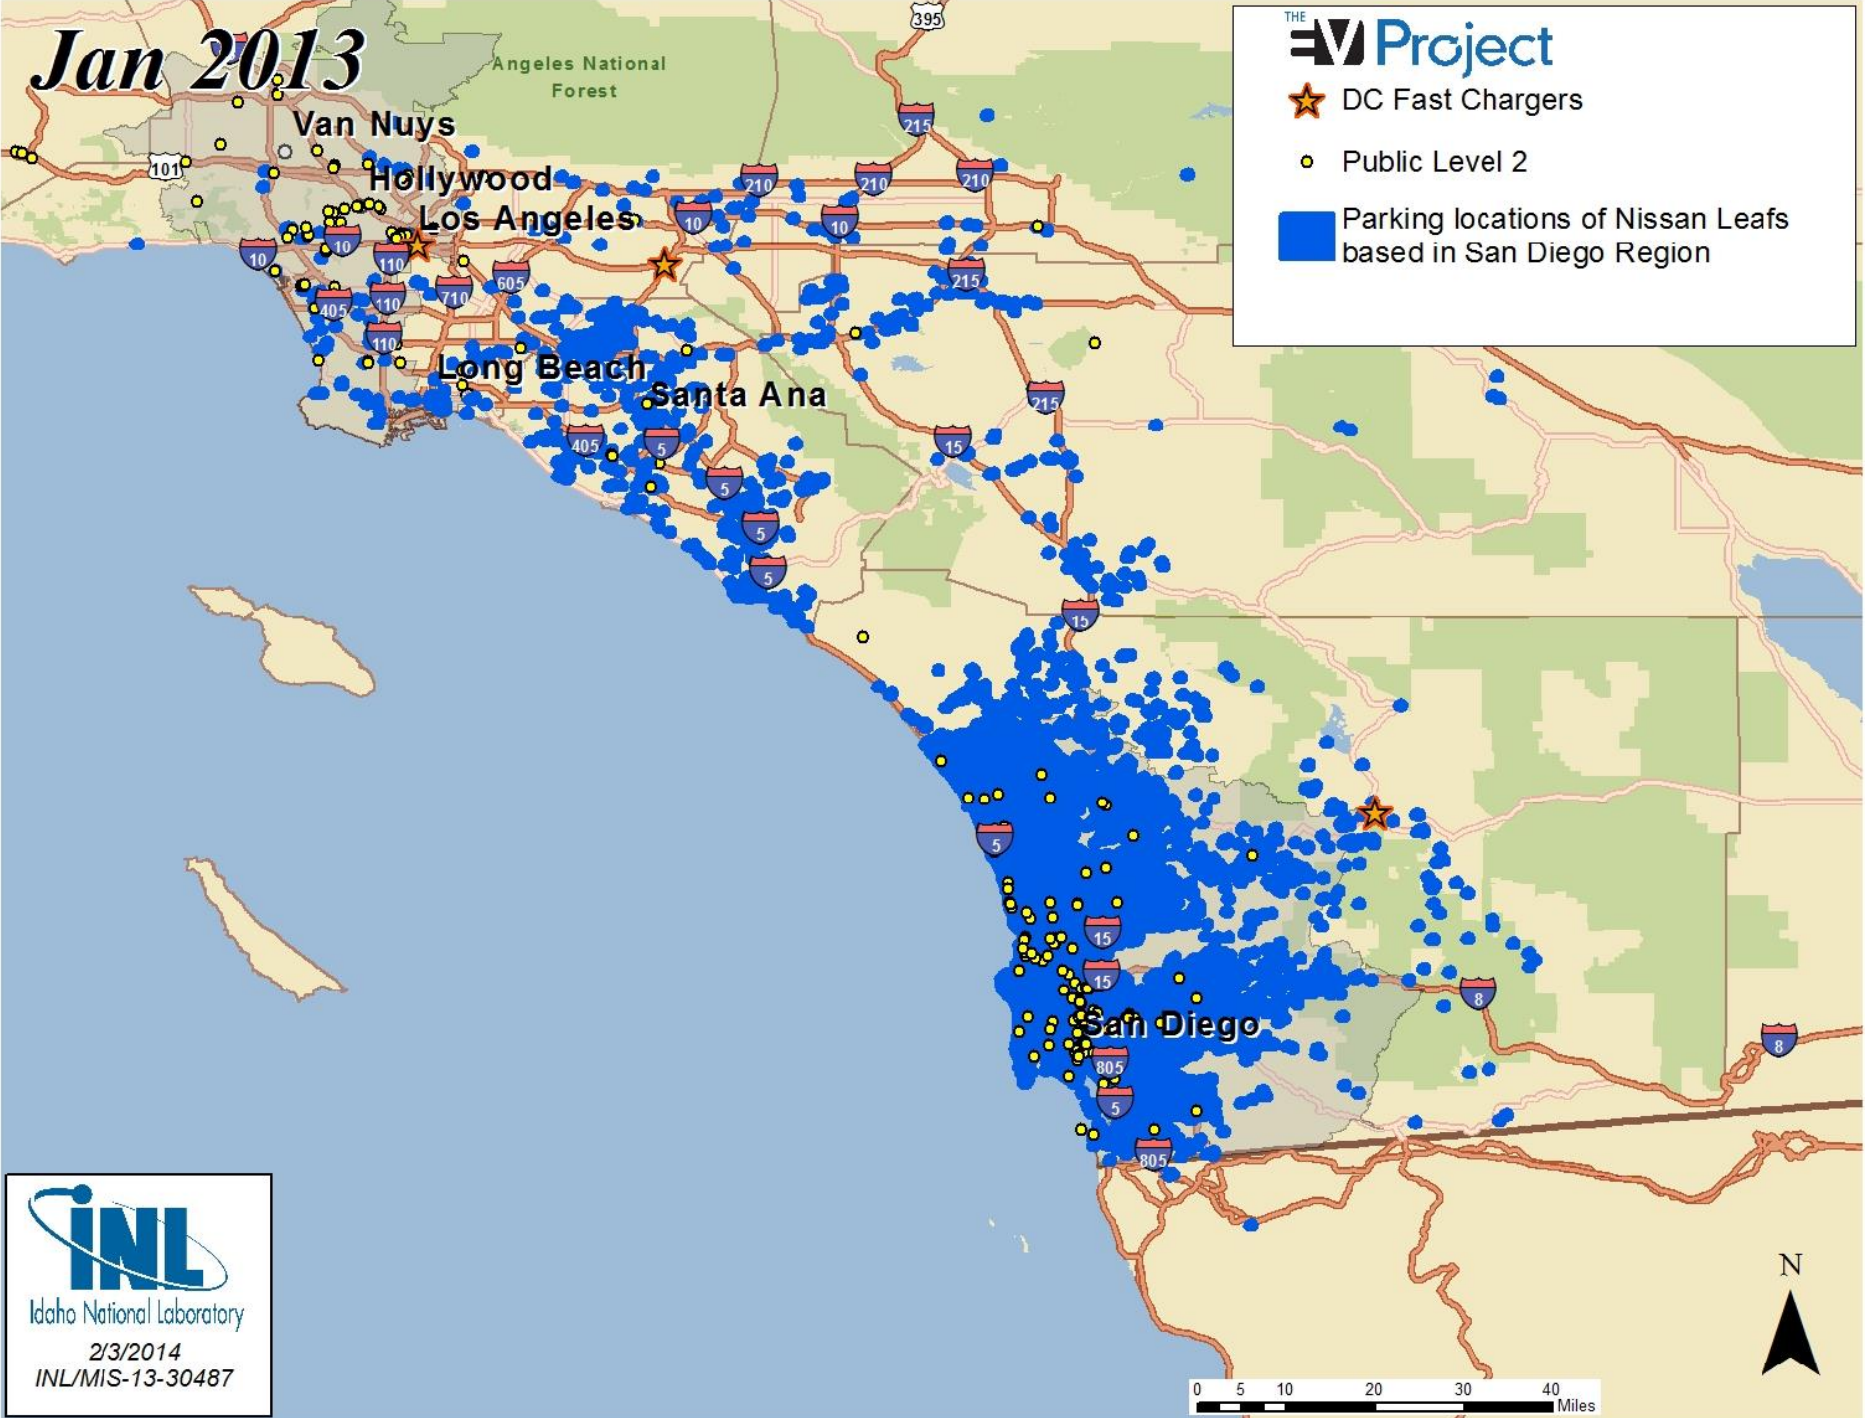 Jan 2013
THE
EV Project
DC Fast Chargers
Public Level 2
Parking locations of Nissan Leafs
based in San Diego Region
395
Angeles National
Forest
Van Nuys
215
101
Hollywood
210
210
210
Los Angeles
10
10
10
10
110
215
605
710
110
405
110
Long Beach
Santa Ana
215
405
5
15
5
5
5
15
5
15
15
8
San Diego
8
805
5
805
INL
Idaho National Laboratory
2/3/2014
INL/MIS-13-30487
N
0 5 10 20 30 40
Miles